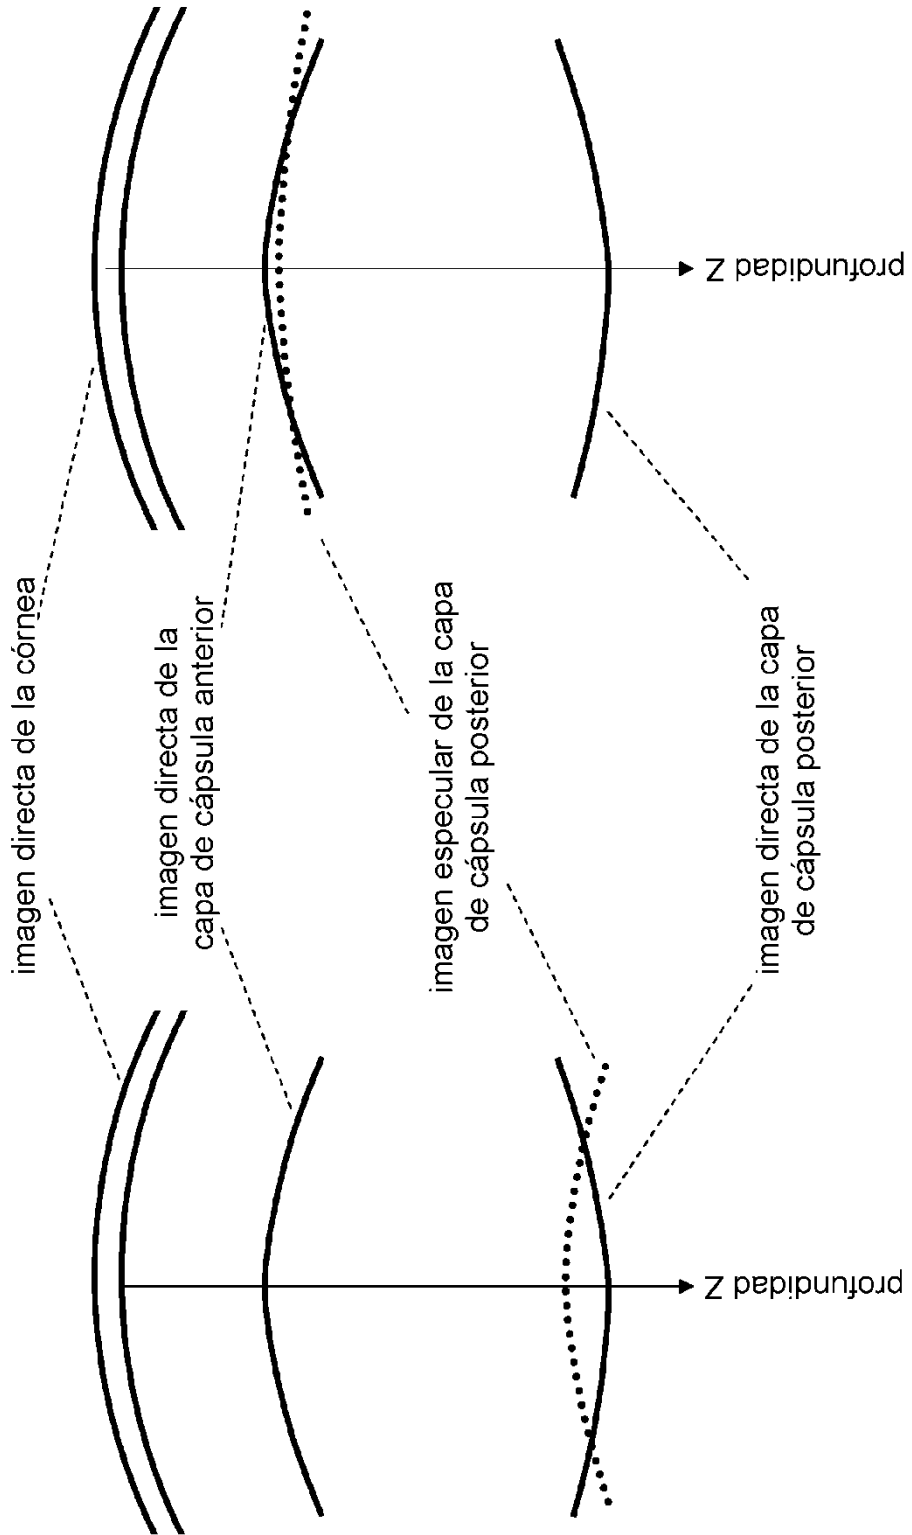 imagen directa de la córnea
imagen directa de la
capa de cápsula anterior
imagen especular de la capa
de cápsula posterior
imagen directa de la capa
de cápsula posterior
profundidad Z
profundidad Z